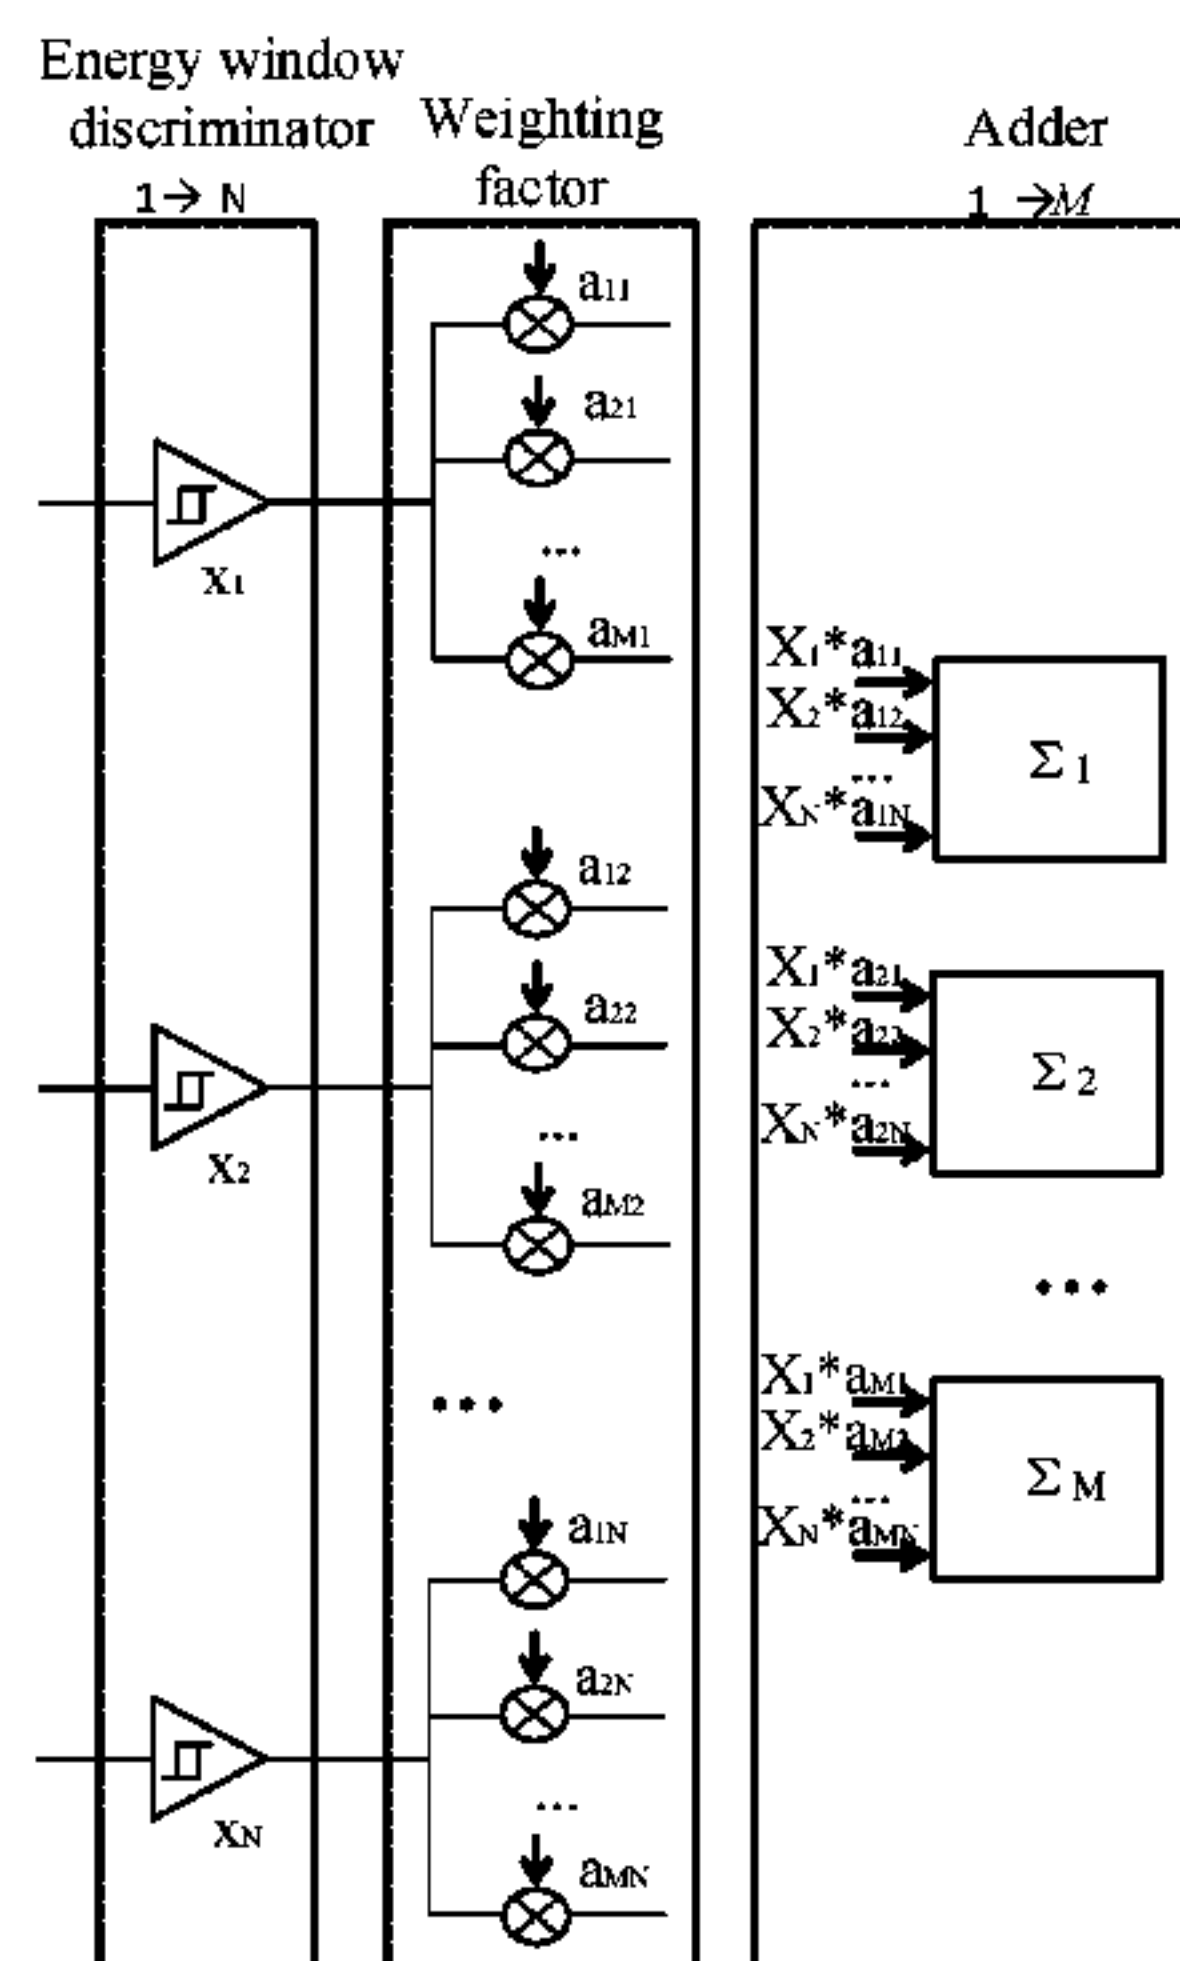 Energy window
discriminator
1→ N
Weighting
factor
Adder
1 →M
a11
a21
...
aM1
x1
a12
a22
...
aM2
x2
...
a1N
a2N
...
aMN
xN
X1*a11
X2*a12
...
XN*a1N
Σ 1
X1*a21
X2*a22
...
XN*a2N
Σ 2
...
X1*aM1
X2*aM2
...
XN*aMN
Σ M